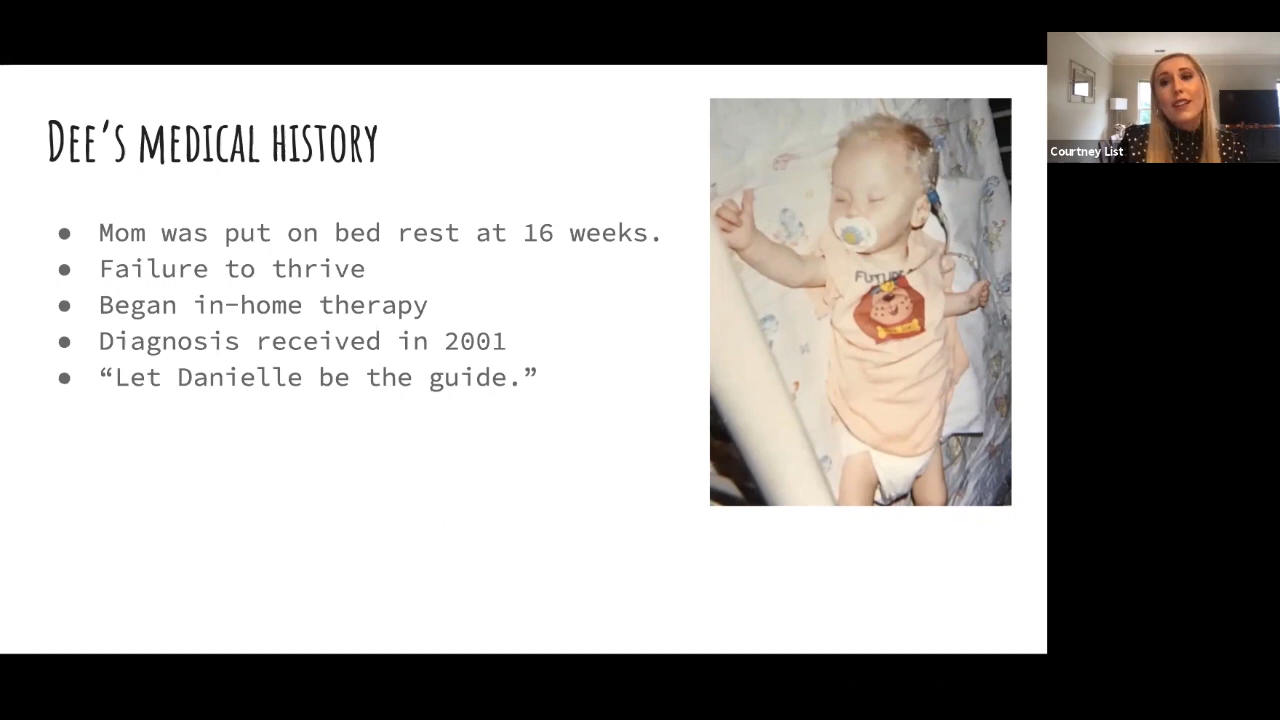 Dee's medical history
● Mom was put on bed rest at 16 weeks.
● Failure to thrive
● Began in-home therapy
● Diagnosis received in 2001
● “Let Danielle be the guide.”
Courtney List